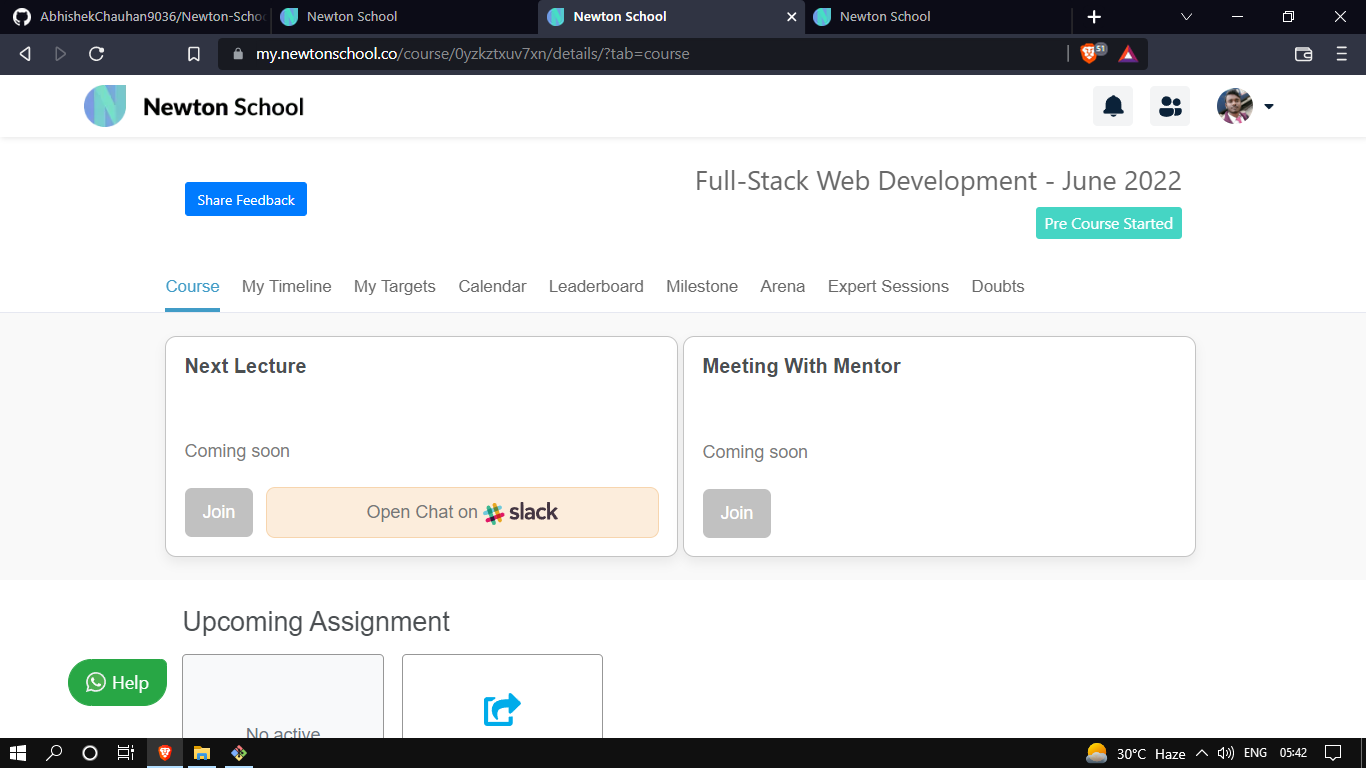 AbhishekChauhan9036/Newton-Scho
Newton School
Newton School
Newton School
my.newtonschool.co/course/0yzkztxuv7xn/details/?tab=course
51
Newton School
Full-Stack Web Development - June 2022
Share Feedback
Pre Course Started
Course My Timeline My Targets Calendar Leaderboard Milestone Arena Expert Sessions Doubts
Next Lecture
Coming soon
Join
Open Chat on slack
Meeting With Mentor
Coming soon
Join
Upcoming Assignment
No active
Help
30°C Haze ENG 05:42